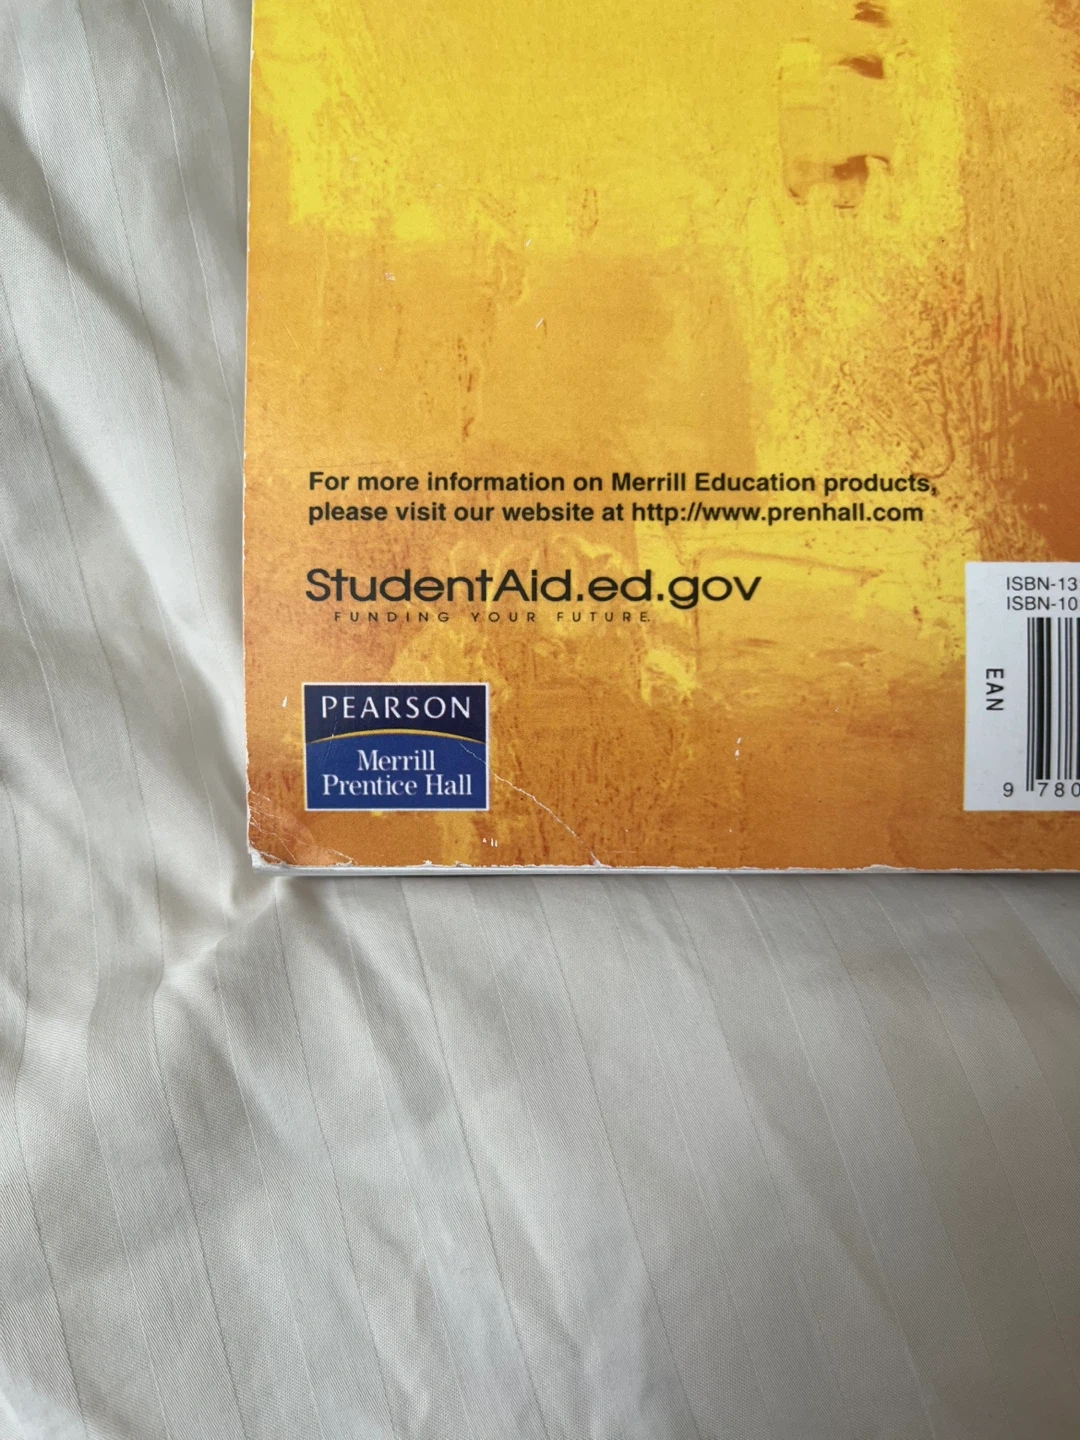 For more information on Merrill Education products,
please visit our website at http://www.prenhall.com
StudentAid.ed.gov
FUNDING YOUR FUTURE.
PEARSON
Merrill
Prentice Hall
ISBN-13
ISBN-10
EAN
9 780